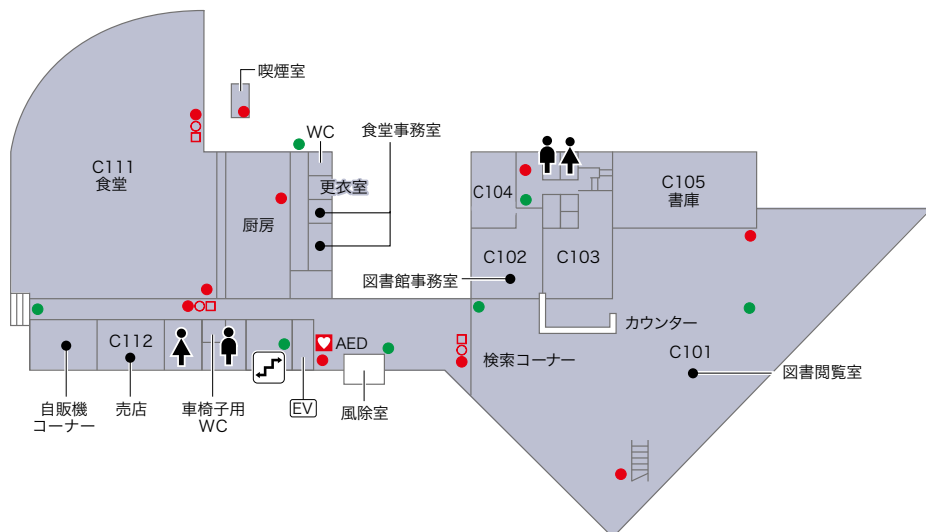 喫煙室
WC
食堂事務室
C111
食堂
更衣室
厨房
C104
C105
書庫
C102
C103
図書館事務室
カウンター
C112
AED
検索コーナー
C101
図書閲覧室
自販機
コーナー
売店
車椅子用
WC
EV
風除室